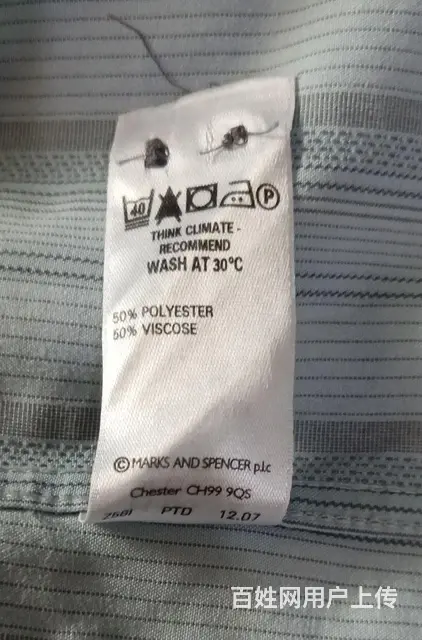 40 P
THINK CLIMATE -
RECOMMEND
WASH AT 30°C
50% POLYESTER
50% VISCOSE
© MARKS AND SPENCER p.l.c
Chester CH99 9QS
PTD 12.07
百姓网用户上传